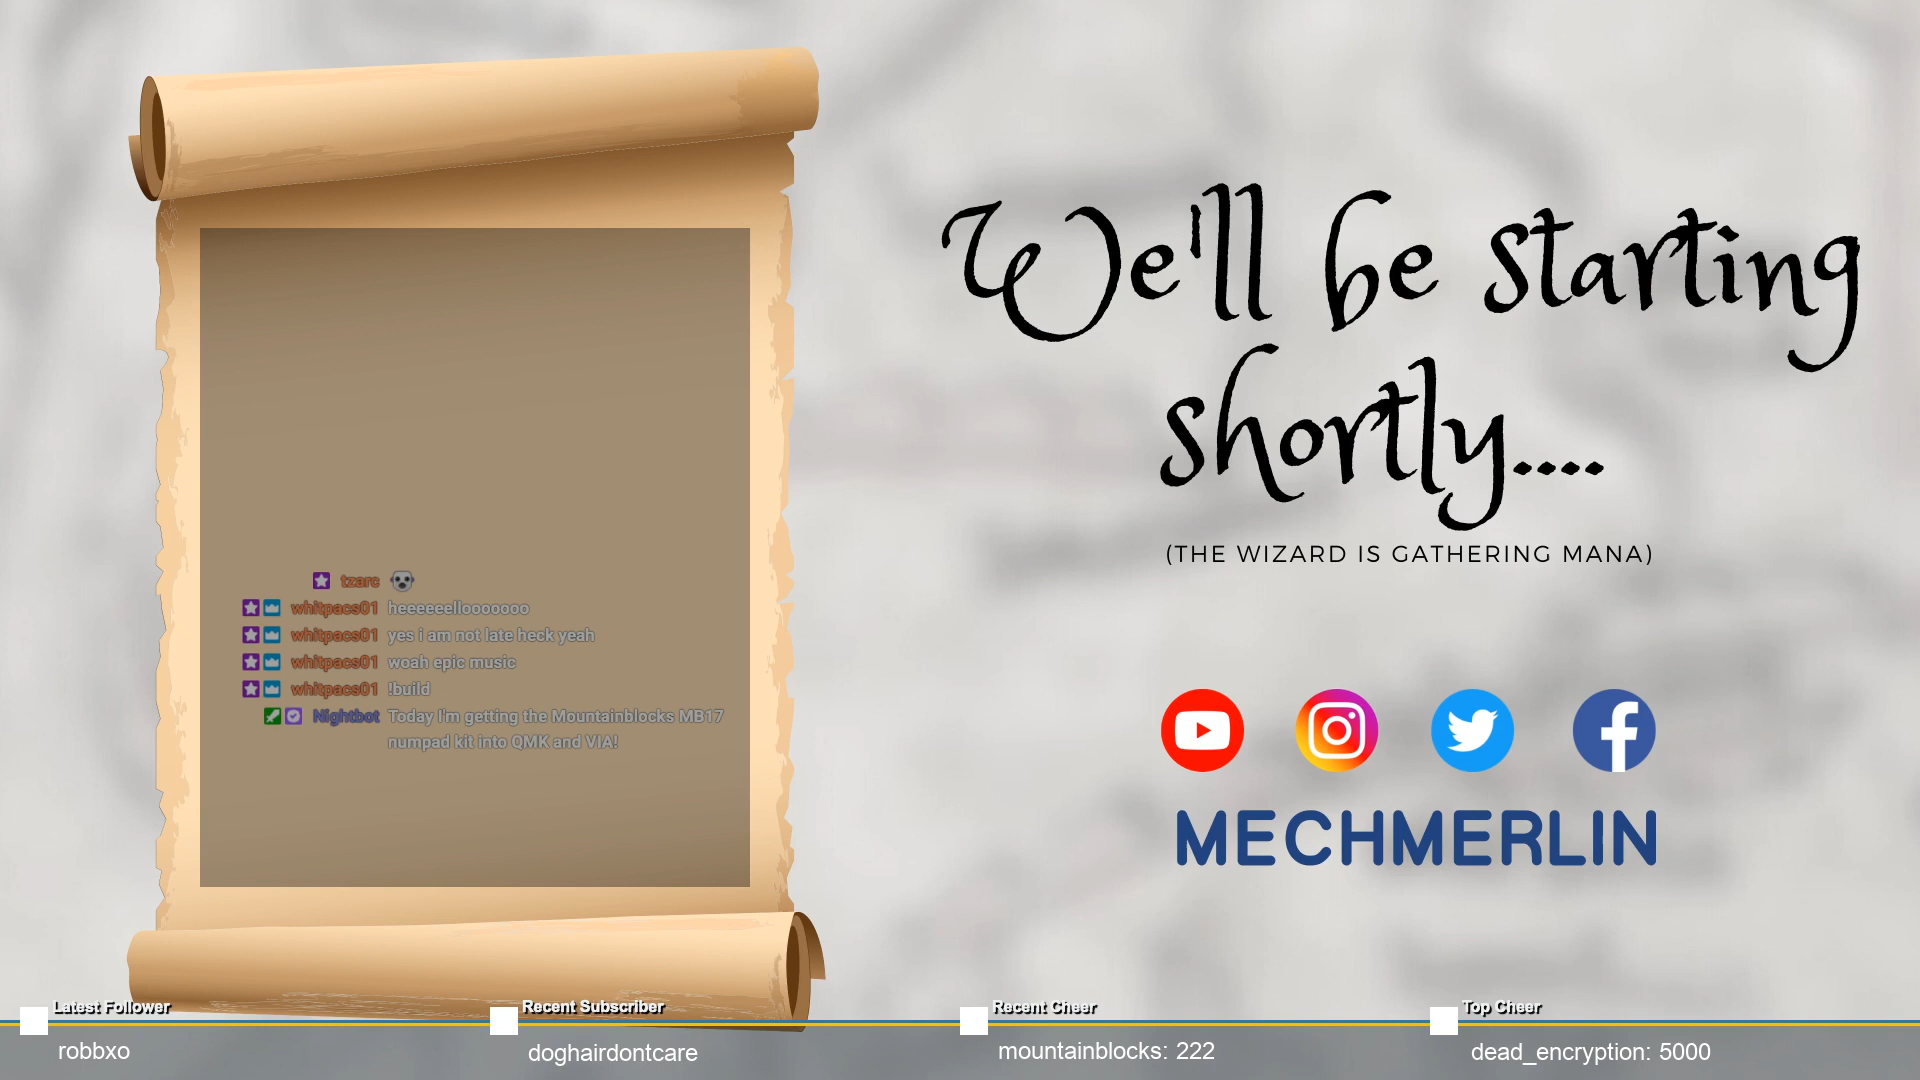 We'll be starting
shortly....
(THE WIZARD IS GATHERING MANA)
MECHMERLIN
tzarc
whitpacs01 heeeeeellooooooo
whitpacs01 yes i am not late heck yeah
whitpacs01 woah epic music
whitpacs01 !build
Nightbot Today I'm getting the Mountainblocks MB17
numpad kit into QMK and VIA!
Latest Follower
robbxo
Recent Subscriber
doghairdontcare
Recent Cheer
mountainblocks: 222
Top Cheer
dead_encryption: 5000